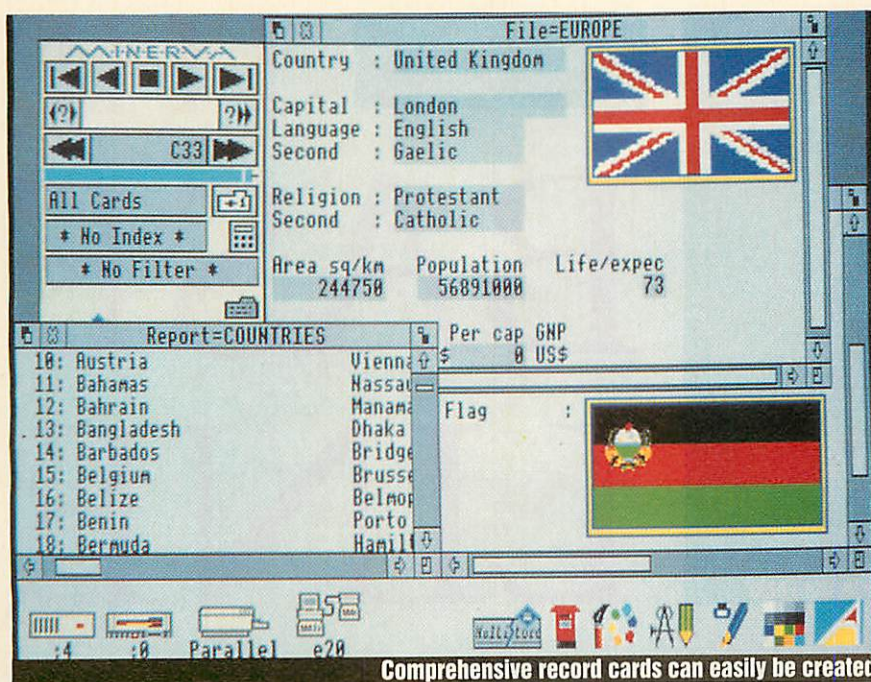 MINERVA
C33
All Cards
* No Index *
* No Filter *
File=EUROPE
Country : United Kingdom
Capital : London
Language : English
Second : Gaelic
Religion : Protestant
Second : Catholic
Area sq/km Population Life/expec
244750 56891000 73
Per cap GNP
$ 0 US$
Report=COUNTRIES
10: Austria Vienna
11: Bahamas Nassau
12: Bahrain Manama
13: Bangladesh Dhaka
14: Barbados Bridge
15: Belgium Brusse
16: Belize Belmop
17: Benin Porto
18: Bermuda Hamilt
Flag :
:4 :0 Parallel e20
MultiStore
Comprehensive record cards can easily be created